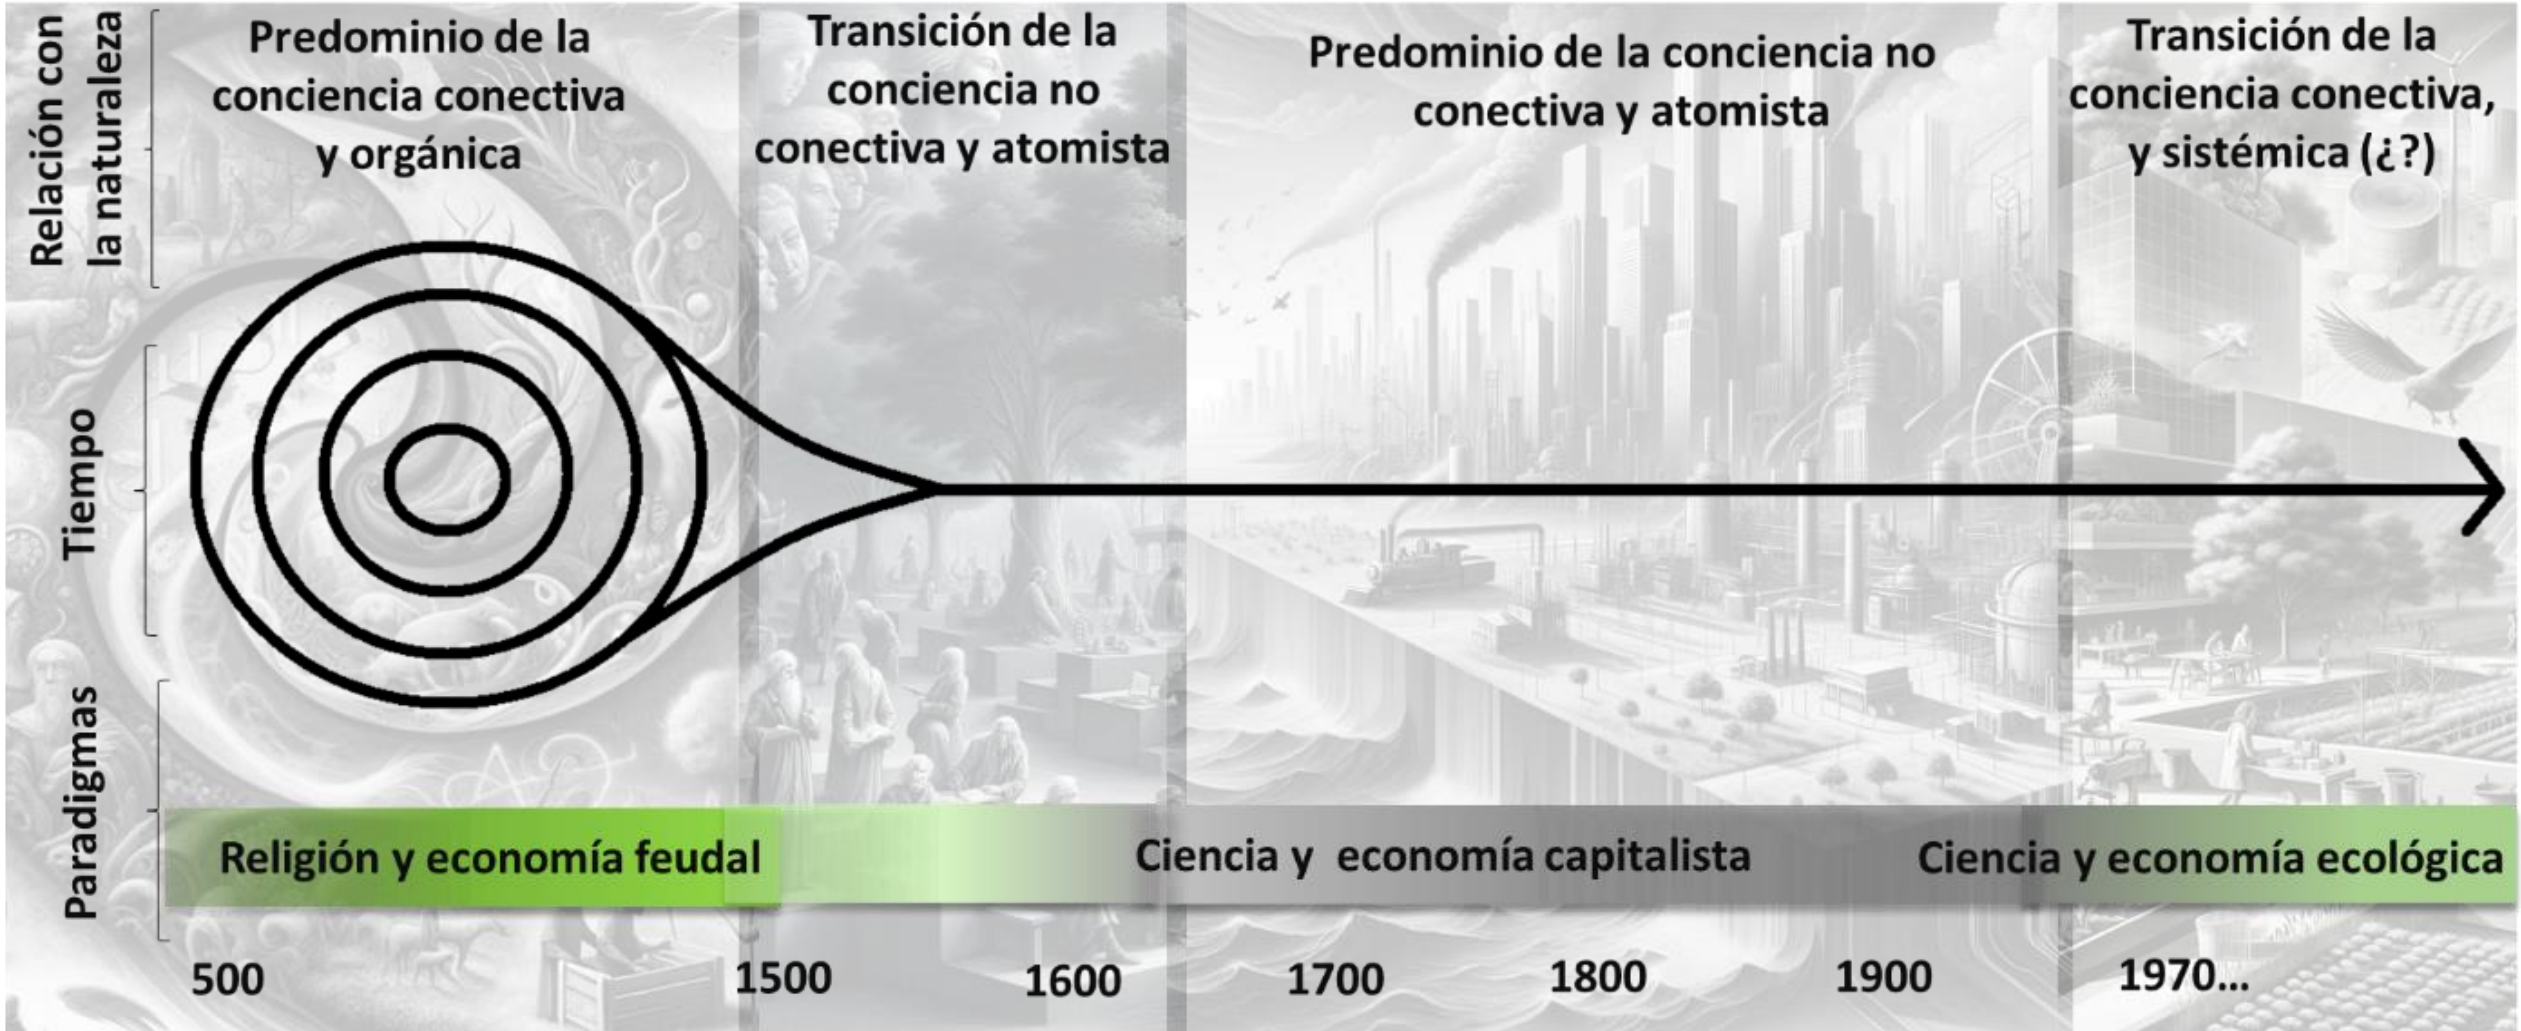 Relación con
la naturaleza
Predominio de la
conciencia conectiva
y orgánica
Transición de la
conciencia no
conectiva y atomista
Predominio de la conciencia no
conectiva y atomista
Transición de la
conciencia conectiva,
y sistémica (¿?)
Tiempo
Paradigmas
Religión y economía feudal
Ciencia y economía capitalista
Ciencia y economía ecológica
500
1500
1600
1700
1800
1900
1970...